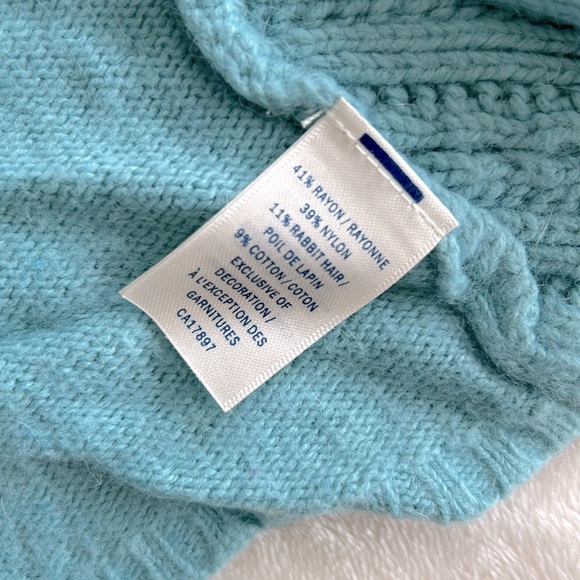 41% RAYON / RAYONNE
39% NYLON
11% RABBIT HAIR /
POIL DE LAPIN
9% COTTON / COTON
EXCLUSIVE OF
DECORATION /
À L'EXCEPTION DES
GARNITURES
CA17897